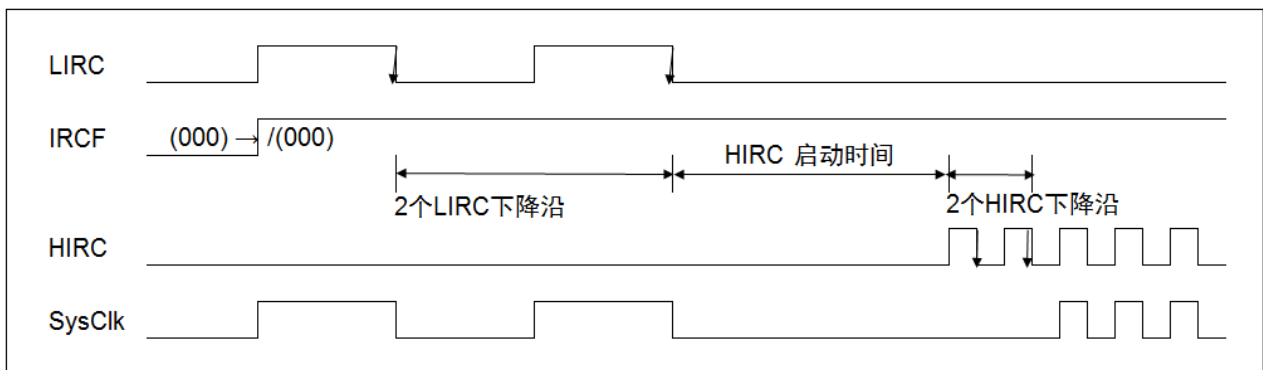 LIRC
IRCF (000) → /(000)
HIRC 启动时间
2个LIRC下降沿 2个HIRC下降沿
HIRC
SysClk